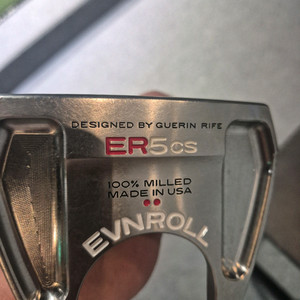 DESIGNED BY GUERIN RIFE
ER5CS
100% MILLED
MADE IN USA
EVNROLL